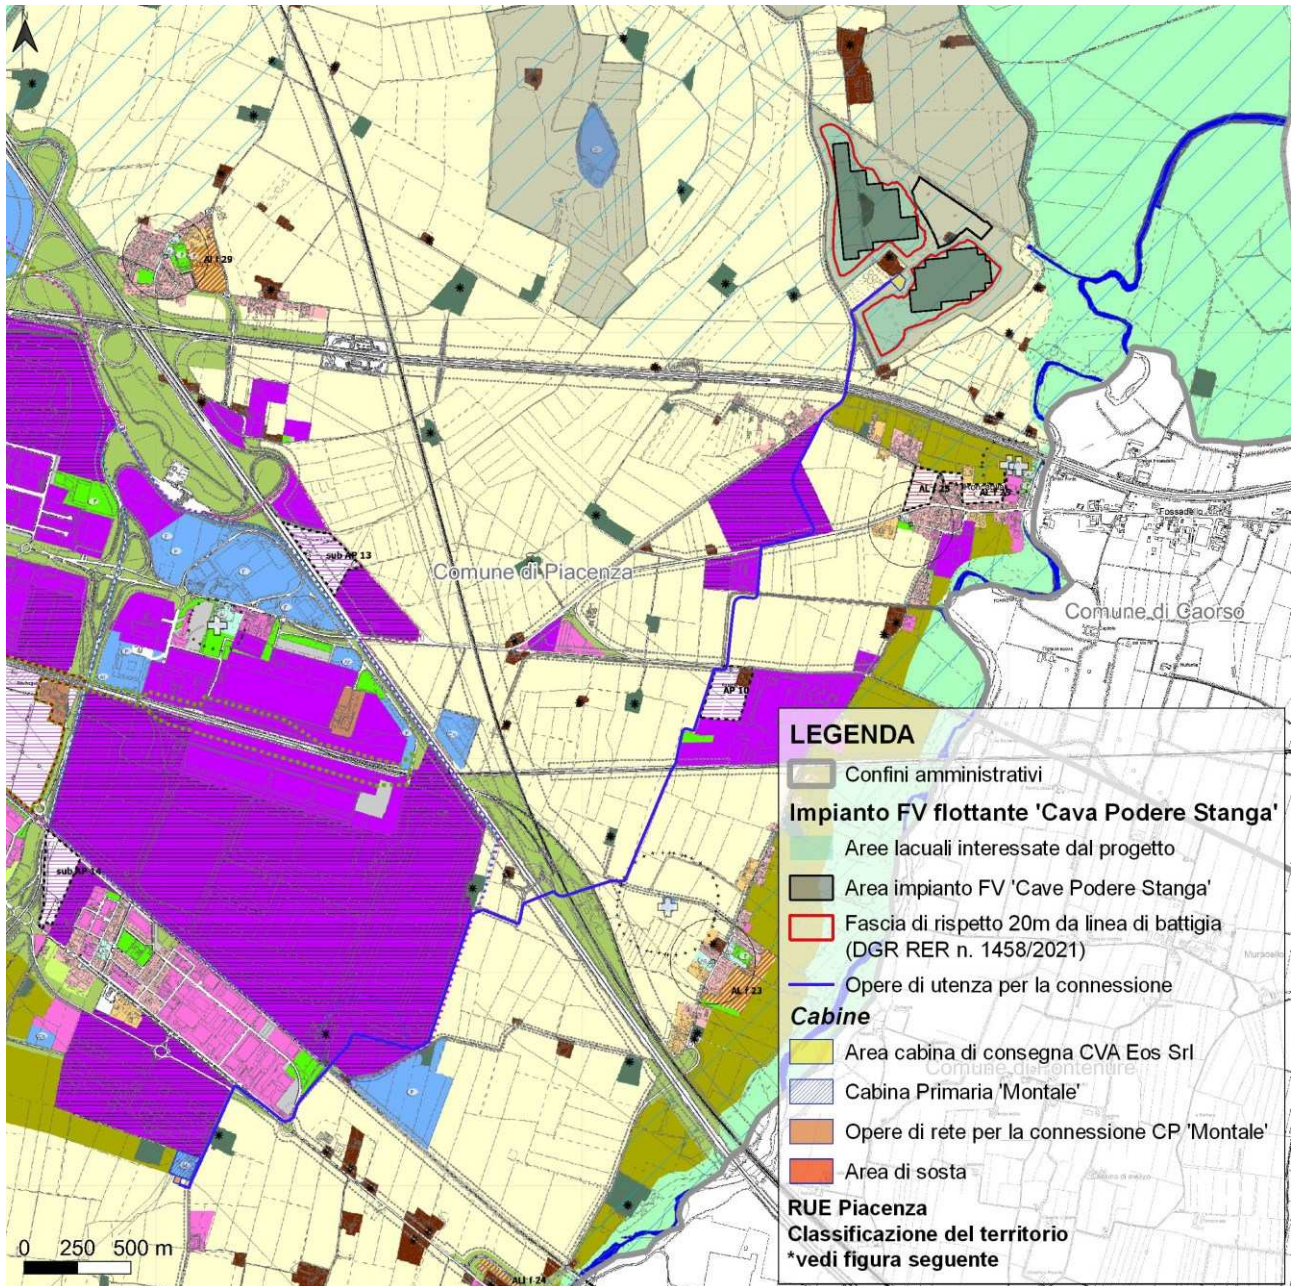 AL f 29
sub AP 13
Comune di Piacenza
AL f 25
Fossadello
Comune di Caorso
AP 10
sub AP 14
AL f 23
ALI f 24
LEGENDA
Confini amministrativi
Impianto FV flottante 'Cava Podere Stanga'
Aree lacuali interessate dal progetto
Area impianto FV 'Cave Podere Stanga'
Fascia di rispetto 20m da linea di battigia
(DGR RER n. 1458/2021)
Opere di utenza per la connessione
Cabine
Area cabina di consegna CVA Eos Srl
Comune di Pontenure
Cabina Primaria 'Montale'
Opere di rete per la connessione CP 'Montale'
Area di sosta
RUE Piacenza
Classificazione del territorio
*vedi figura seguente
0 250 500 m